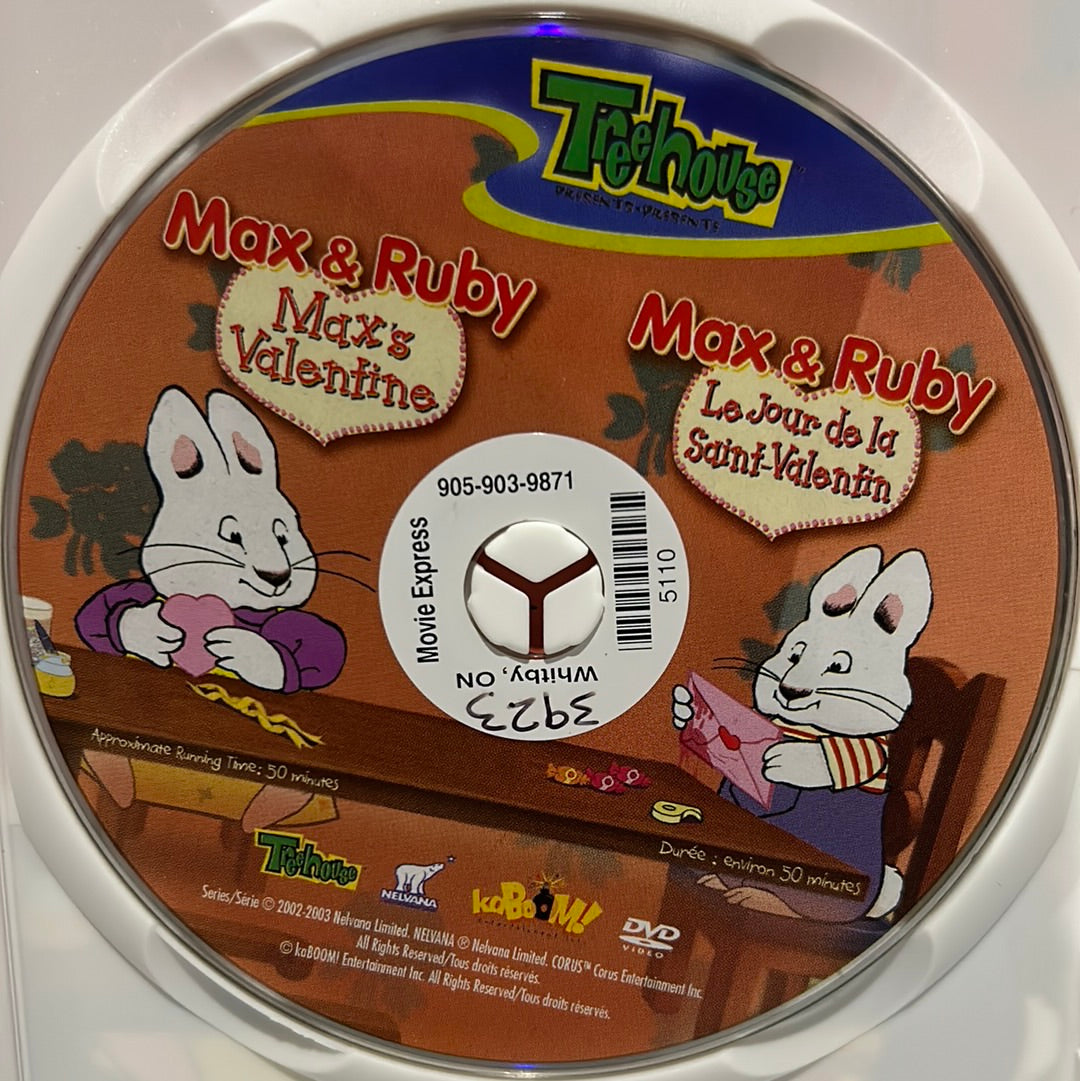 Treehouse
PRESENTS • PRÉSENTE
Max & Ruby
Max's
Valentine
Max & Ruby
Le Jour de la
Saint-Valentin
905-903-9871
Movie Express
5110
Whitby, ON
3923
Approximate Running Time: 50 minutes
Durée : environ 50 minutes
Treehouse
NELVANA
kaBOOM!
entertainment inc.
DVD
VIDEO
Series/Série © 2002-2003 Nelvana Limited. NELVANA ® Nelvana Limited. CORUS™ Corus Entertainment Inc.
All Rights Reserved/Tous droits réservés.
© kaBOOM! Entertainment Inc. All Rights Reserved/Tous droits réservés.